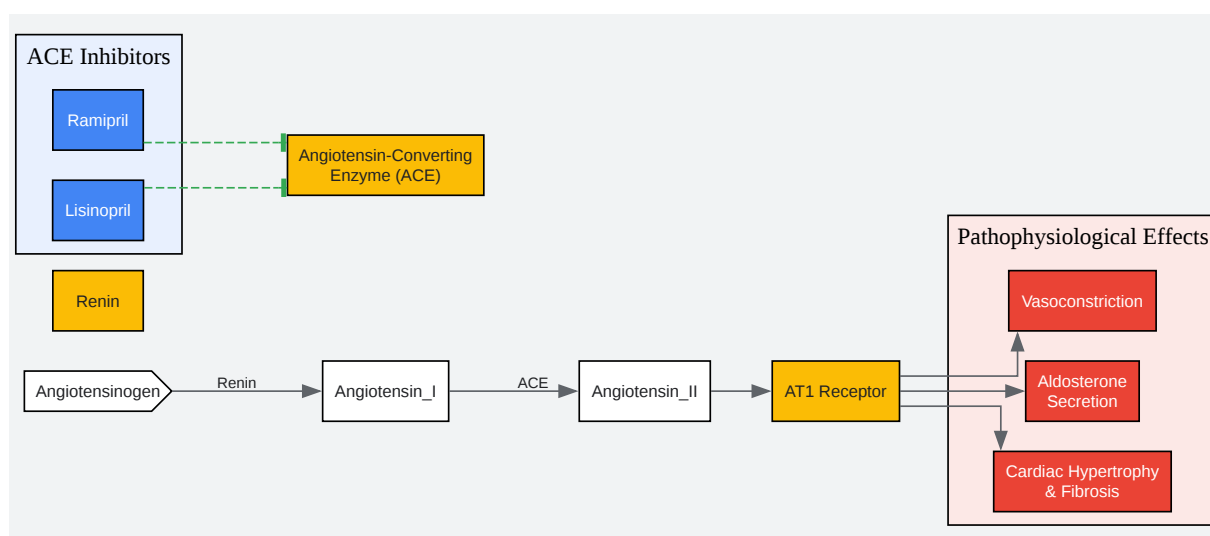 ACE Inhibitors
Ramipril
Lisinopril
Angiotensin-Converting
Enzyme (ACE)
Renin
Angiotensinogen
Renin
Angiotensin_I
ACE
Angiotensin_II
AT1 Receptor
Pathophysiological Effects
Vasoconstriction
Aldosterone
Secretion
Cardiac Hypertrophy
& Fibrosis